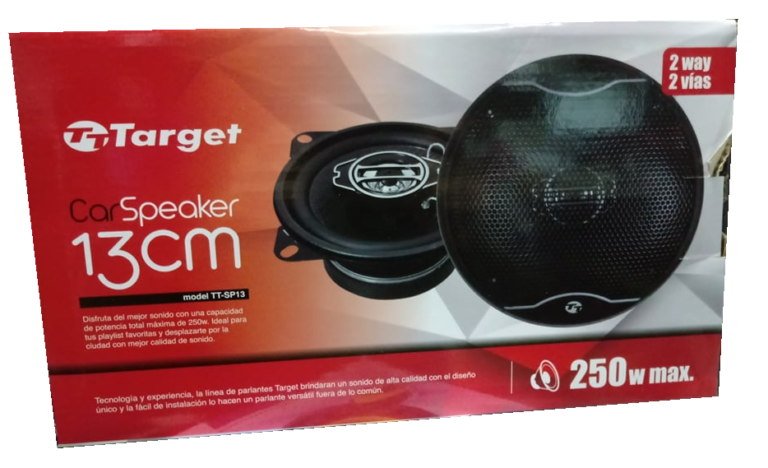 2 way
2 vías
TT Target
CarSpeaker
13cm
model TT-SP13
Disfruta del mejor sonido con una capacidad
de potencia total máxima de 250w. Ideal para
tus playlist favoritas y desplazarte por la
ciudad con mejor calidad de sonido.
250w max.
Tecnología y experiencia, la línea de parlantes Target brindaran un sonido de alta calidad con el diseño
único y la fácil de instalación lo hacen un parlante versátil fuera de lo común.